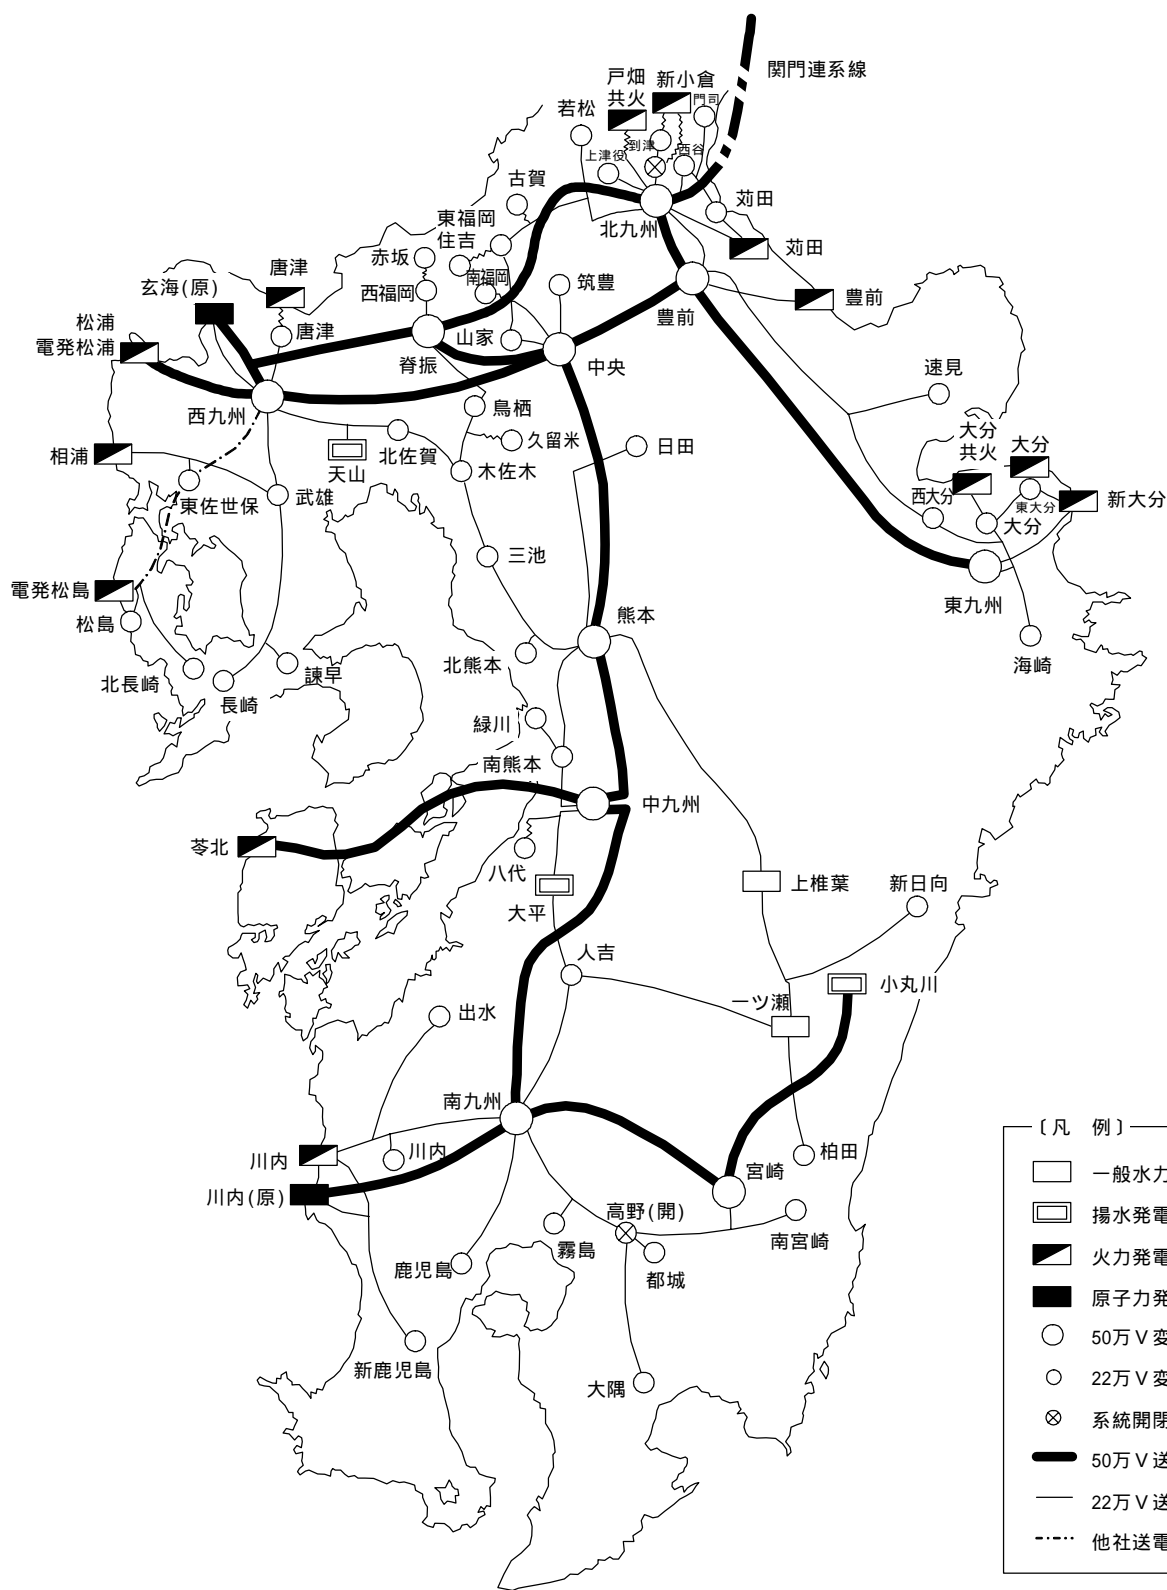 関門連系線
戸畑
共火
新小倉
門司
若松
到津
西谷
上津役
古賀
苅田
東福岡
住吉
北九州
苅田
赤坂
南福岡
筑豊
唐津
玄海(原)
西福岡
豊前
豊前
松浦
唐津
山家
電発松浦
脊振
中央
速見
西九州
鳥栖
大分
共火
大分
久留米
日田
相浦
天山
北佐賀
木佐木
東佐世保
武雄
西大分
東大分
新大分
大分
三池
電発松島
東九州
松島
熊本
北熊本
海崎
北長崎
諫早
長崎
緑川
南熊本
中九州
苓北
八代
上椎葉
新日向
大平
人吉
小丸川
一ツ瀬
出水
南九州
川内
川内
柏田
宮崎
川内(原)
高野(開)
霧島
南宮崎
都城
鹿児島
新鹿児島
大隅
〔凡 例〕
一般水力
揚水発電
火力発電
原子力発
50万V変
22万V変
系統開閉
50万V送
22万V送
他社送電